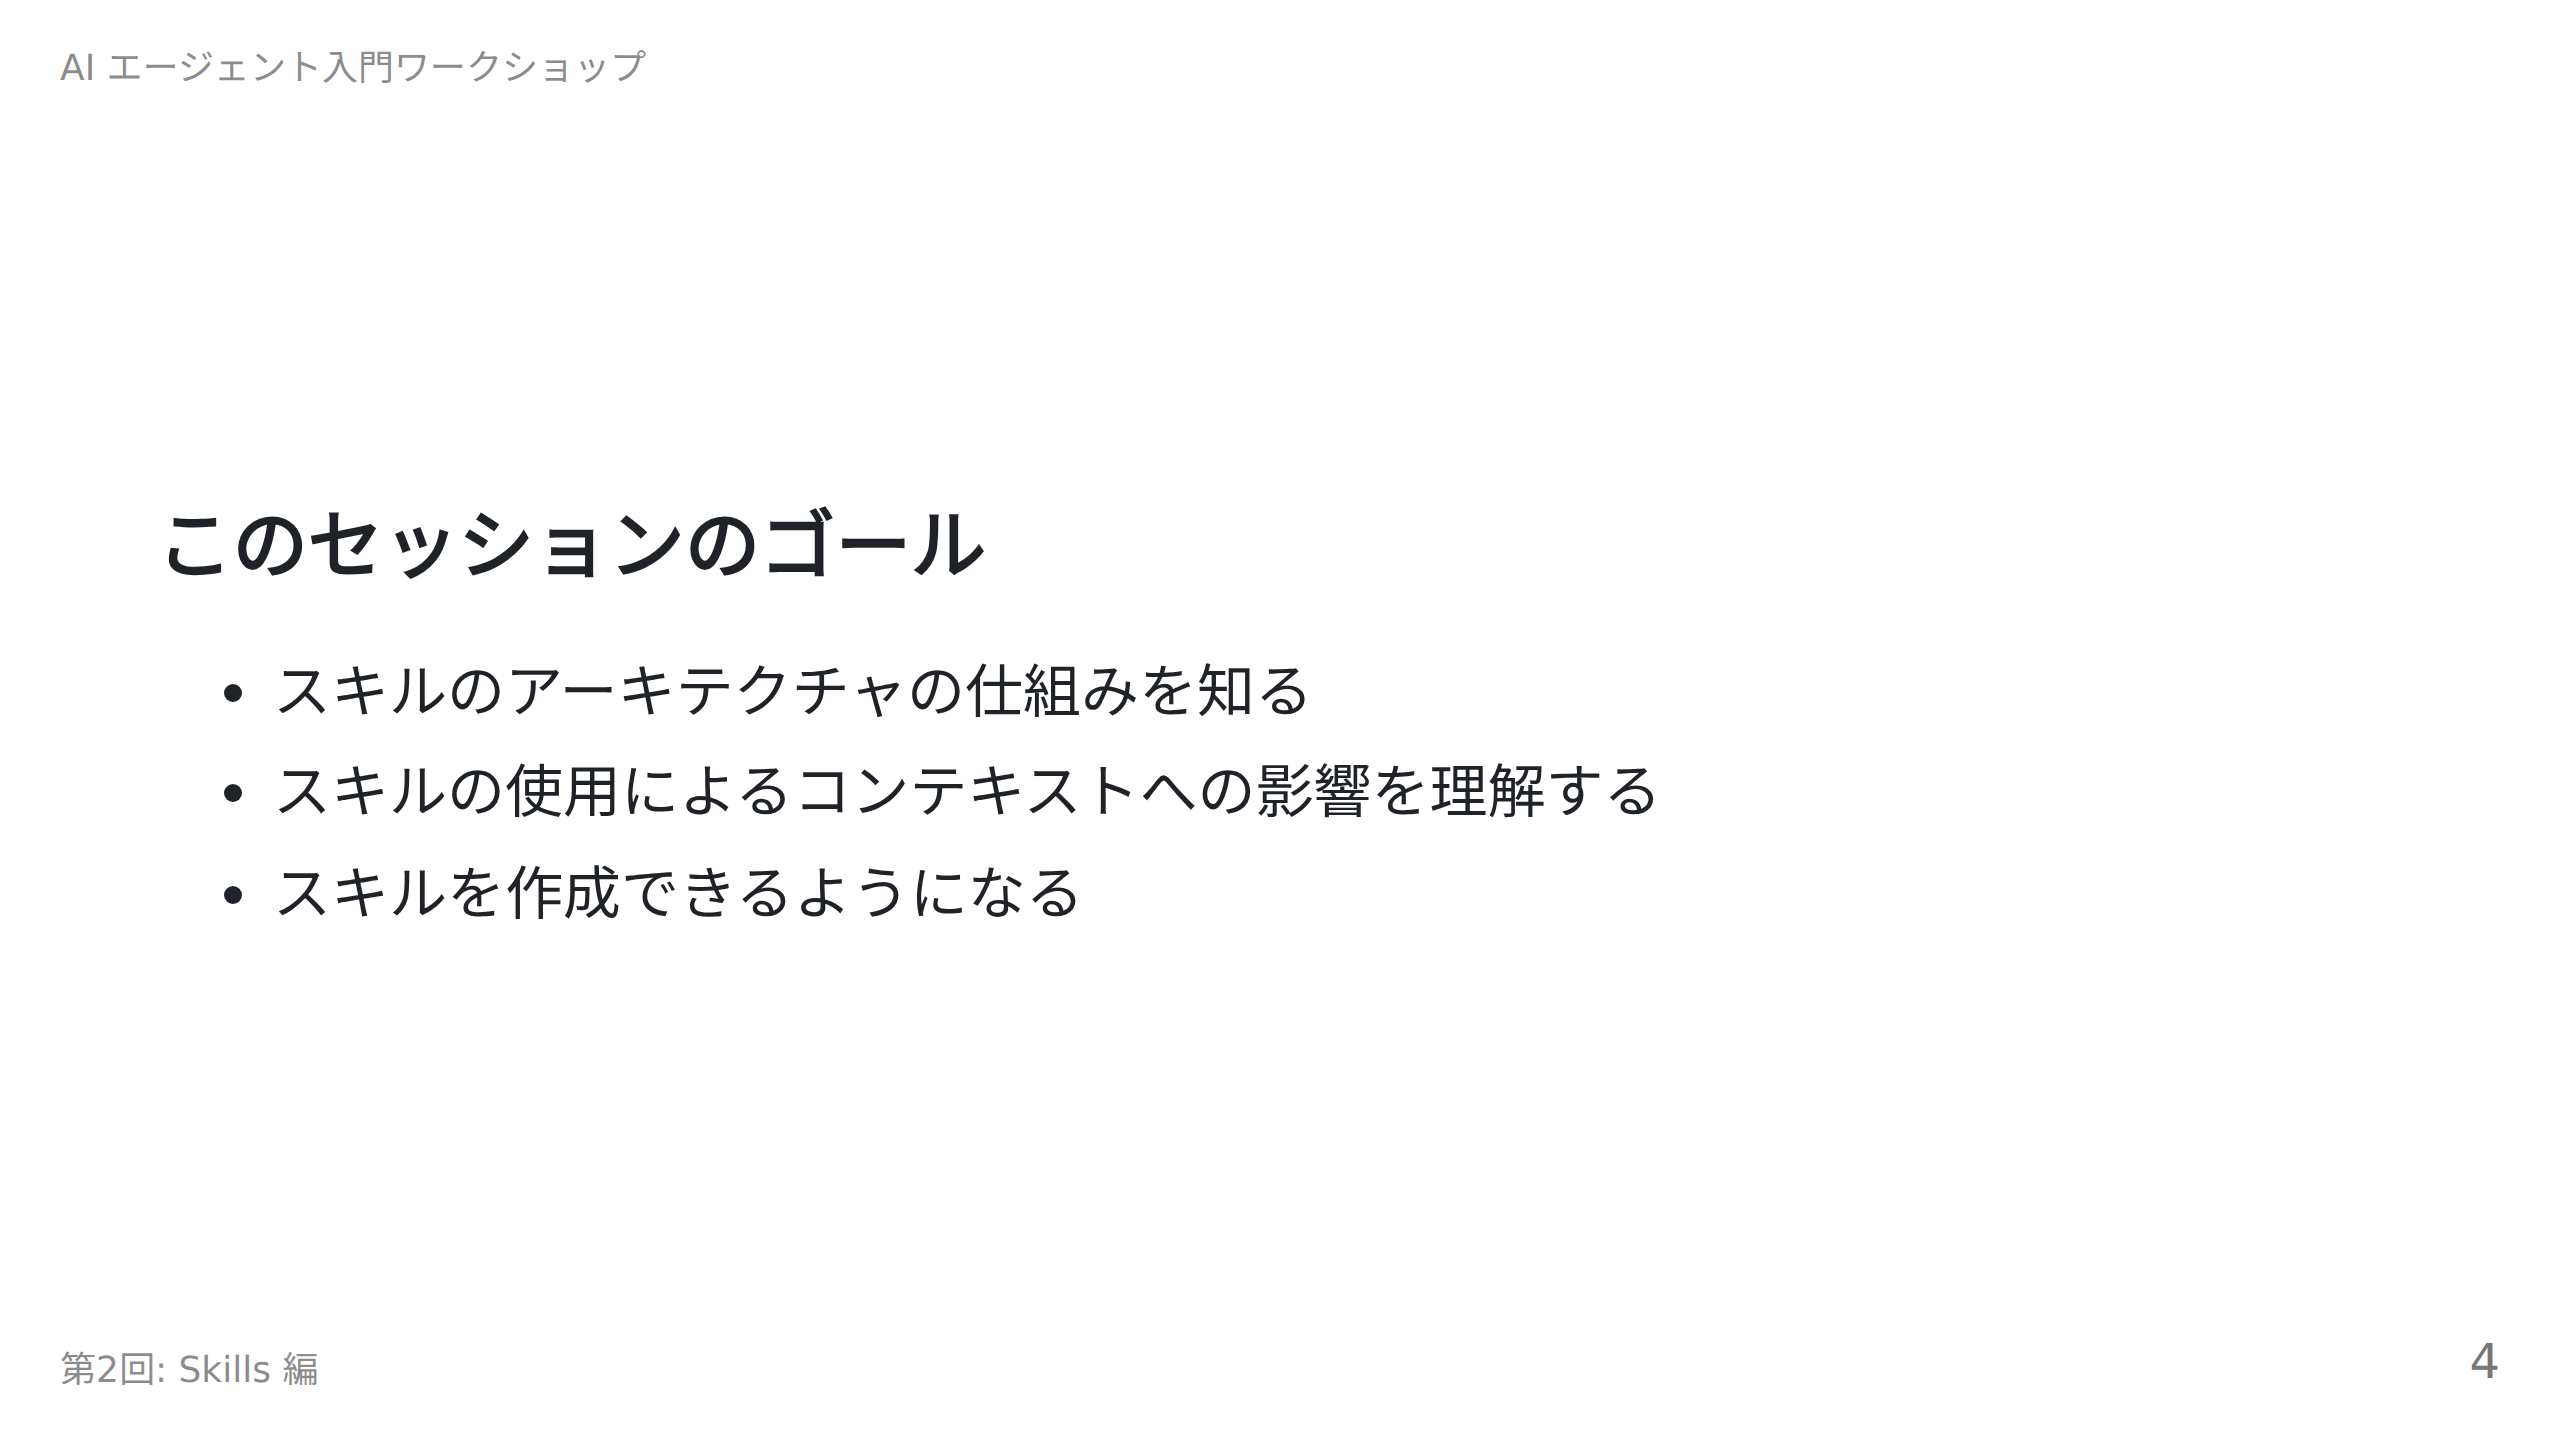 AI エージェント入門ワークショップ
このセッションのゴール
• スキルのアーキテクチャの仕組みを知る
• スキルの使用によるコンテキストへの影響を理解する
• スキルを作成できるようになる
第2回: Skills 編
4